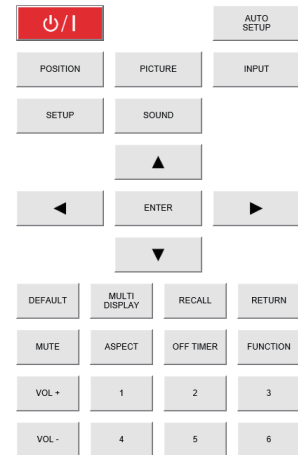 ⏻/I
AUTO
SETUP
POSITION
PICTURE
INPUT
SETUP
SOUND
ENTER
DEFAULT
MULTI
DISPLAY
RECALL
RETURN
MUTE
ASPECT
OFF TIMER
FUNCTION
VOL +
1
2
3
VOL -
4
5
6